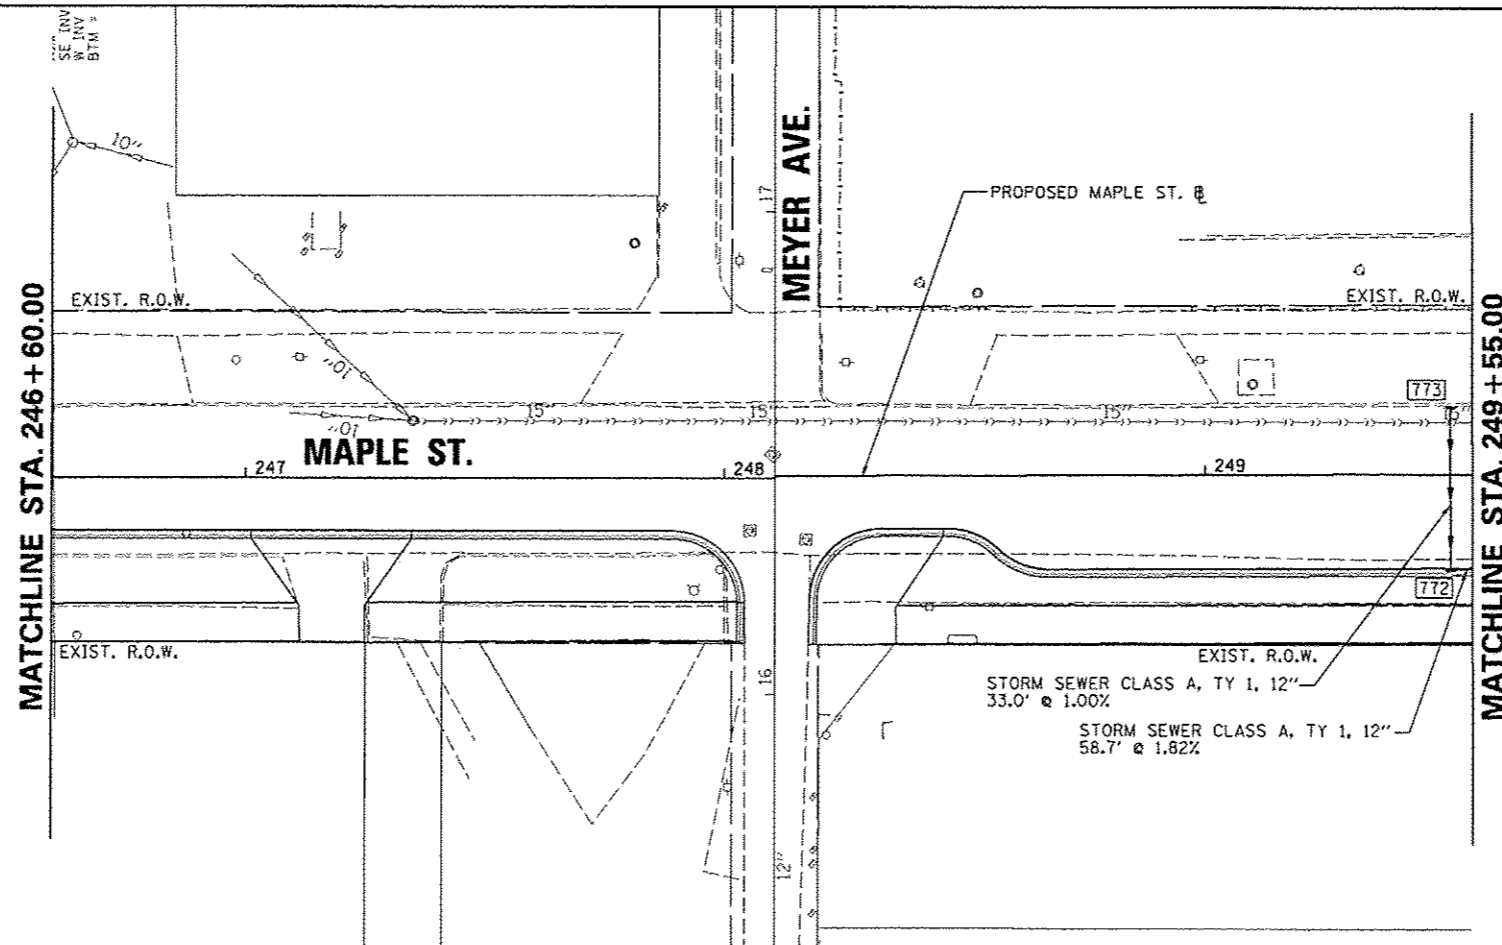 SE INV
W INV
BTM =
10"
MEYER AVE.
17
PROPOSED MAPLE ST. ⅊
EXIST. R.O.W.
EXIST. R.O.W.
MATCHLINE STA. 246+60.00
MATCHLINE STA. 249+55.00
10"
773
15"
15"
15"
15"
10"
MAPLE ST.
247
248
249
772
EXIST. R.O.W.
EXIST. R.O.W.
16
STORM SEWER CLASS A, TY 1, 12"
33.0' @ 1.00%
STORM SEWER CLASS A, TY 1, 12"
58.7' @ 1.82%
12"